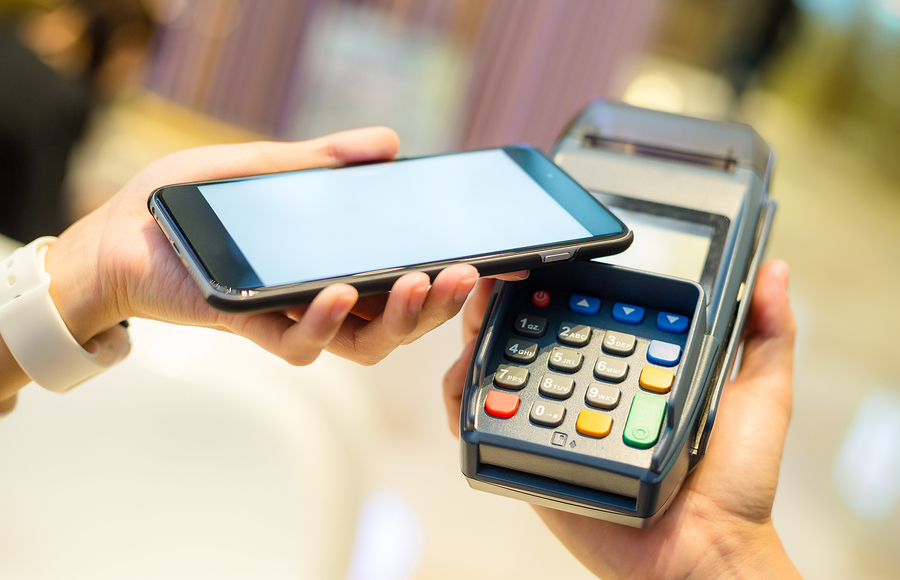 1QZ 2ABC 3DEF
4GHI 5JKL 6MNO
7PRS 8TUV 9WXY
0